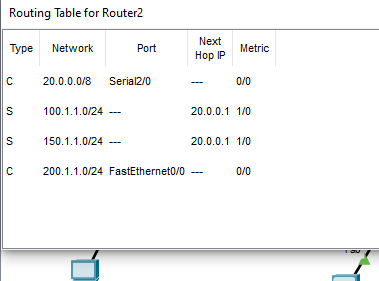 Routing Table for Router2
Type Network Port Next Hop IP Metric
C 20.0.0.0/8 Serial2/0 --- 0/0
S 100.1.1.0/24 --- 20.0.0.1 1/0
S 150.1.1.0/24 --- 20.0.0.1 1/0
C 200.1.1.0/24 FastEthernet0/0 --- 0/0